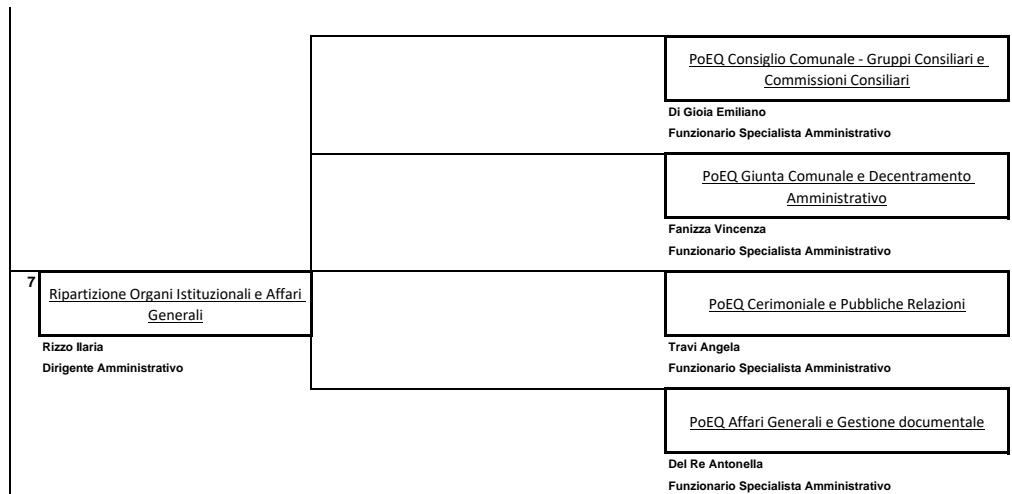 PoEQ Consiglio Comunale - Gruppi Consiliari e
Commissioni Consiliari
Di Gioia Emiliano
Funzionario Specialista Amministrativo
PoEQ Giunta Comunale e Decentramento
Amministrativo
Fanizza Vincenza
Funzionario Specialista Amministrativo
7
Ripartizione Organi Istituzionali e Affari
Generali
Rizzo Ilaria
Dirigente Amministrativo
PoEQ Cerimoniale e Pubbliche Relazioni
Travi Angela
Funzionario Specialista Amministrativo
PoEQ Affari Generali e Gestione documentale
Del Re Antonella
Funzionario Specialista Amministrativo